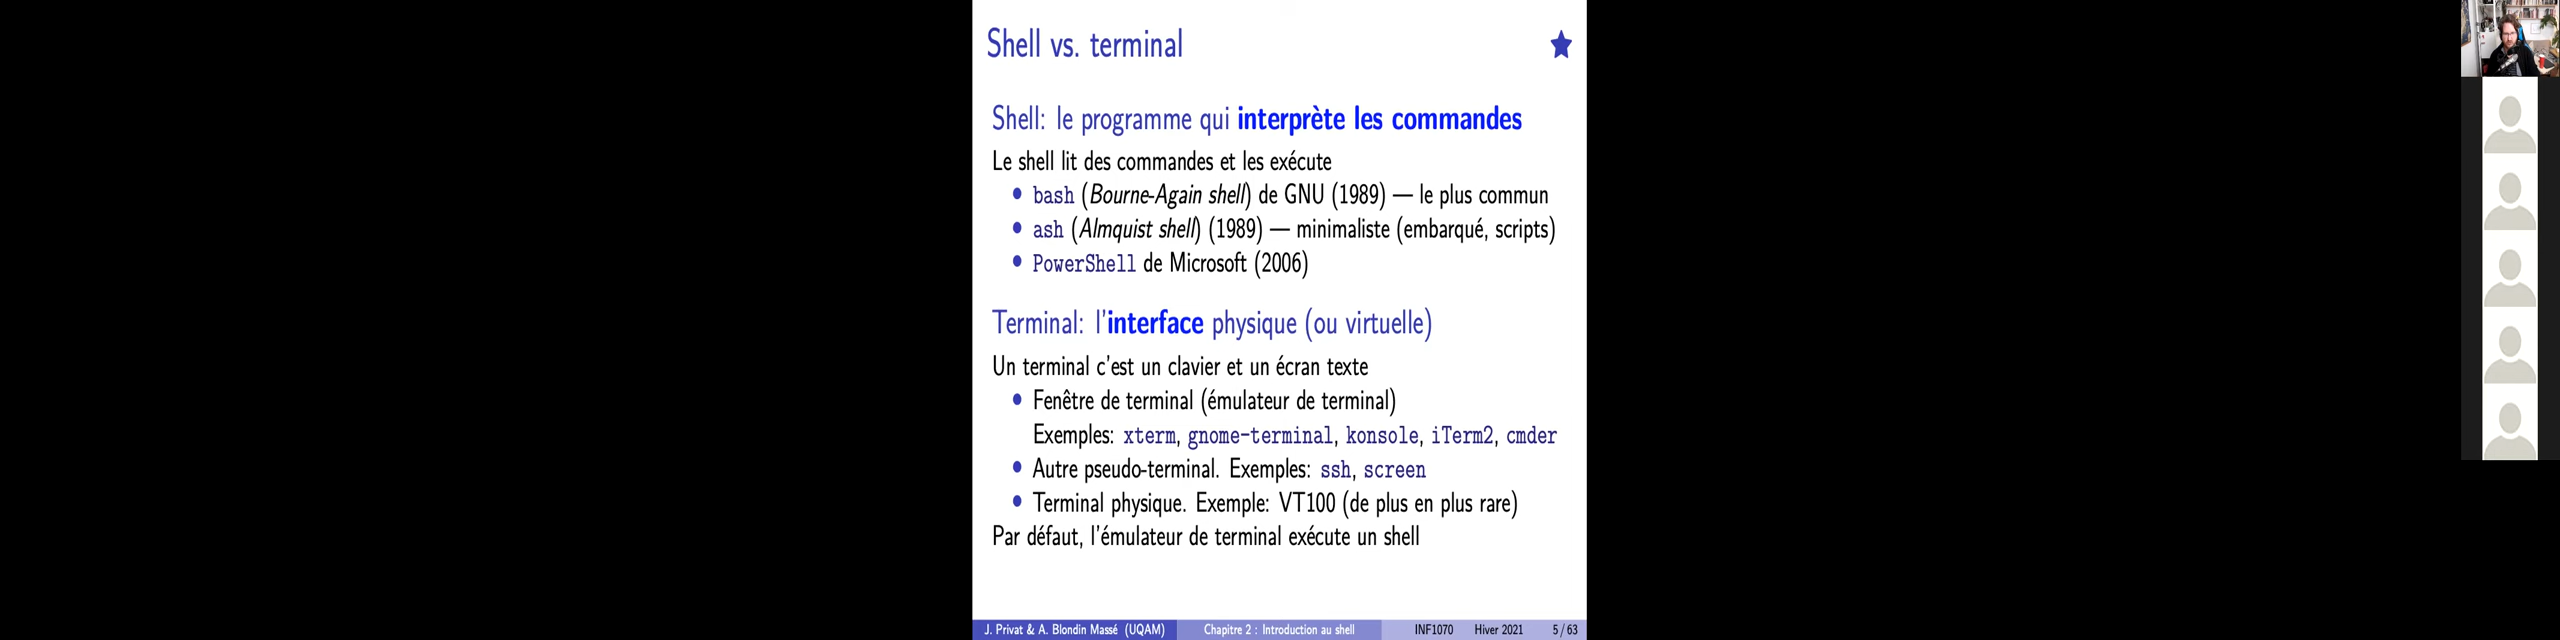 Shell vs. terminal
Shell: le programme qui interprète les commandes
Le shell lit des commandes et les exécute
• bash (Bourne-Again shell) de GNU (1989) — le plus commun
• ash (Almquist shell) (1989) — minimaliste (embarqué, scripts)
• PowerShell de Microsoft (2006)
Terminal: l'interface physique (ou virtuelle)
Un terminal c'est un clavier et un écran texte
• Fenêtre de terminal (émulateur de terminal)
Exemples: xterm, gnome-terminal, konsole, iTerm2, cmder
• Autre pseudo-terminal. Exemples: ssh, screen
• Terminal physique. Exemple: VT100 (de plus en plus rare)
Par défaut, l'émulateur de terminal exécute un shell
J. Privat & A. Blondin Massé (UQAM) Chapitre 2 : Introduction au shell INF1070 Hiver 2021 5 / 63